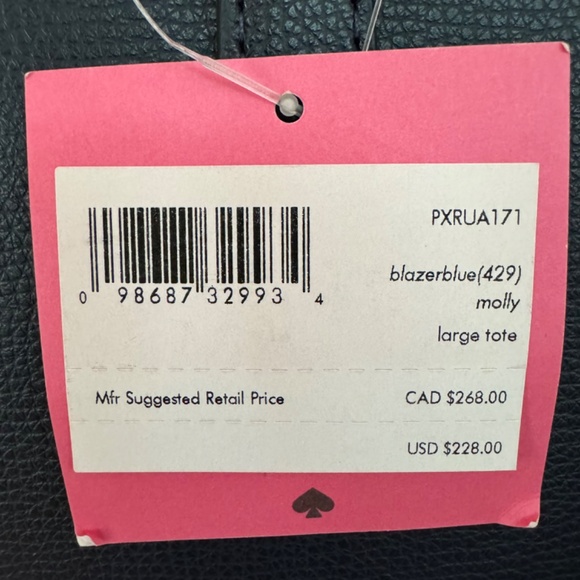 PXRUA171
0 98687 32993 4
blazerblue(429)
molly
large tote
Mfr Suggested Retail Price CAD $268.00
USD $228.00